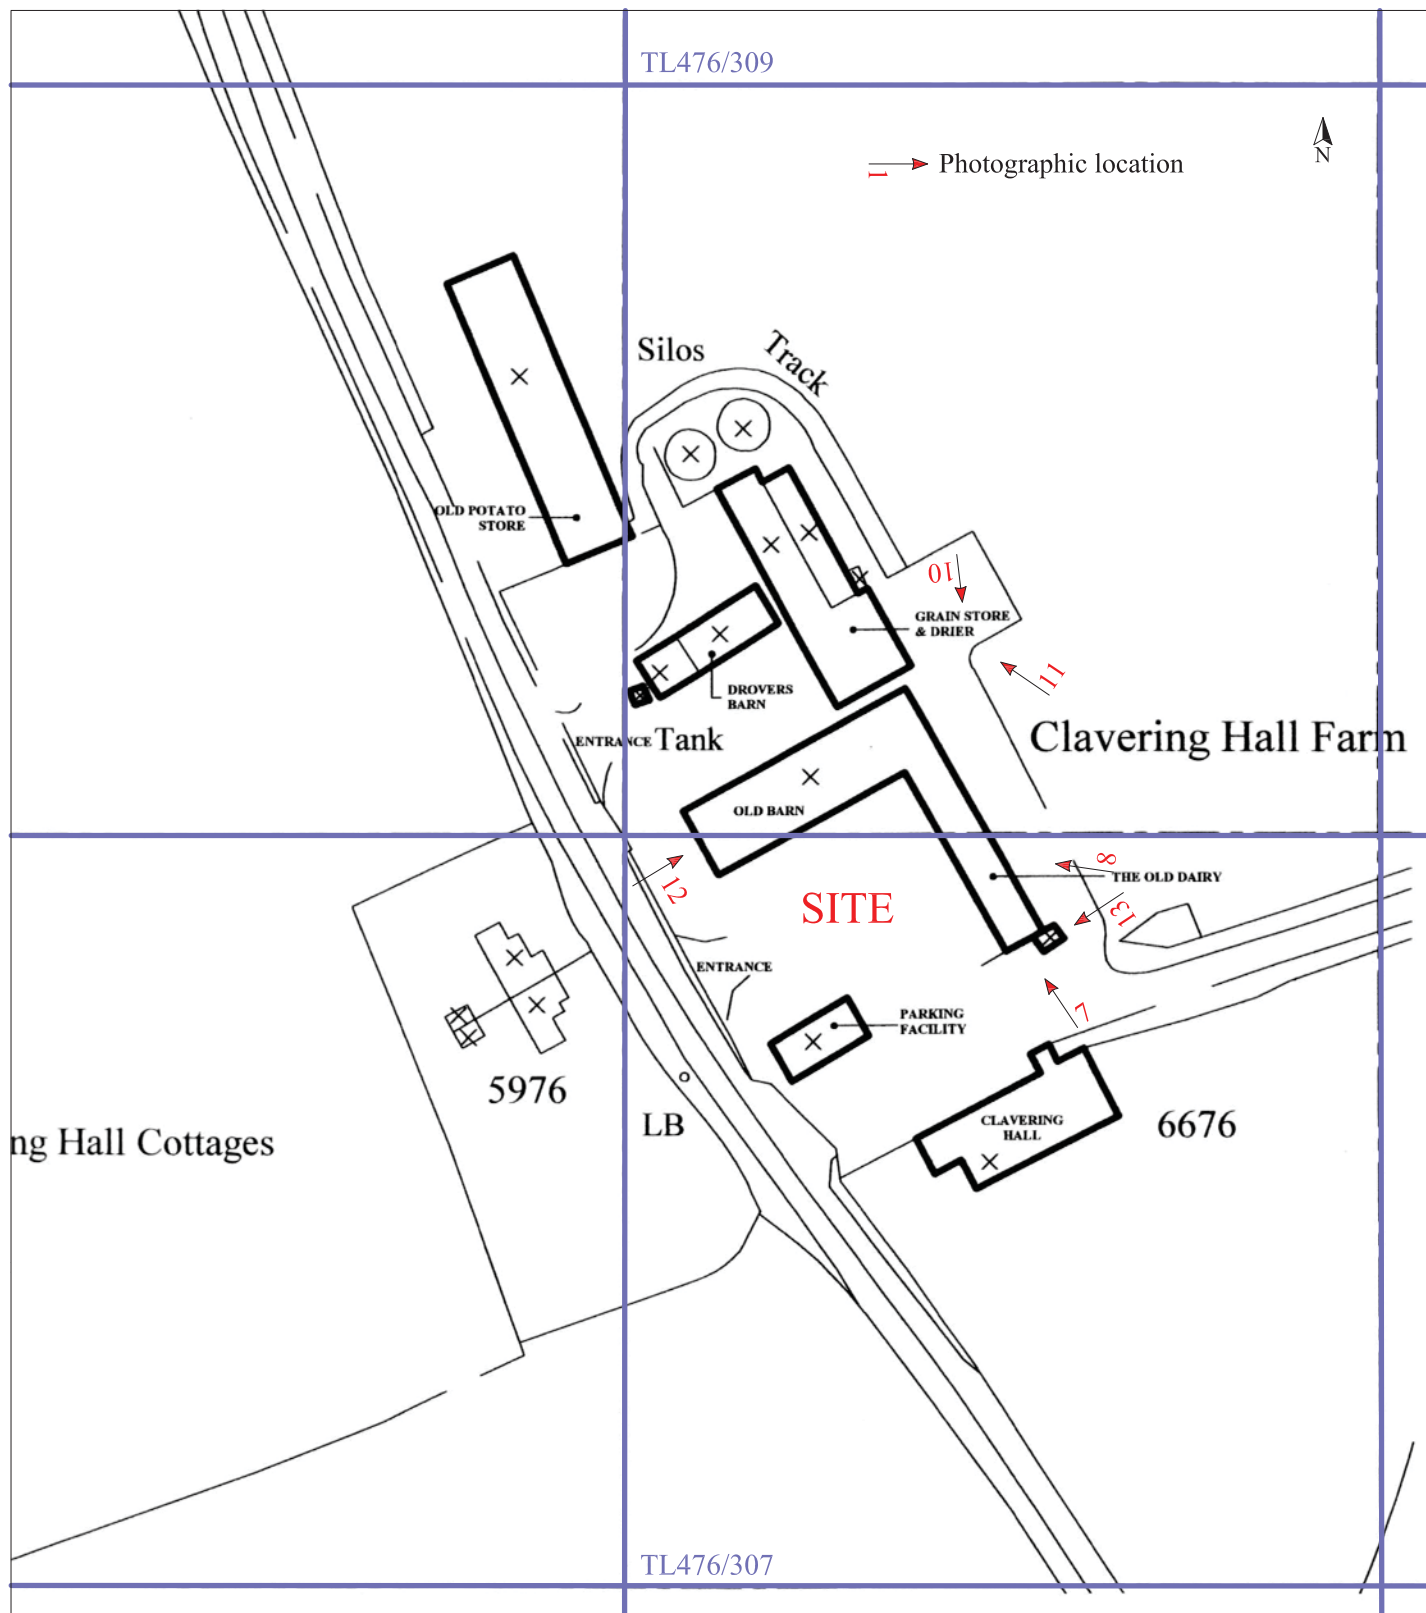 TL476/309
N
1
Photographic location
Silos
Track
OLD POTATO
STORE
10
GRAIN STORE
& DRIER
11
DROVERS
BARN
ENTRANCE
Tank
Clavering Hall Farm
OLD BARN
8
THE OLD DAIRY
12
SITE
13
ENTRANCE
7
PARKING
FACILITY
5976
LB
CLAVERING
HALL
6676
ng Hall Cottages
TL476/307